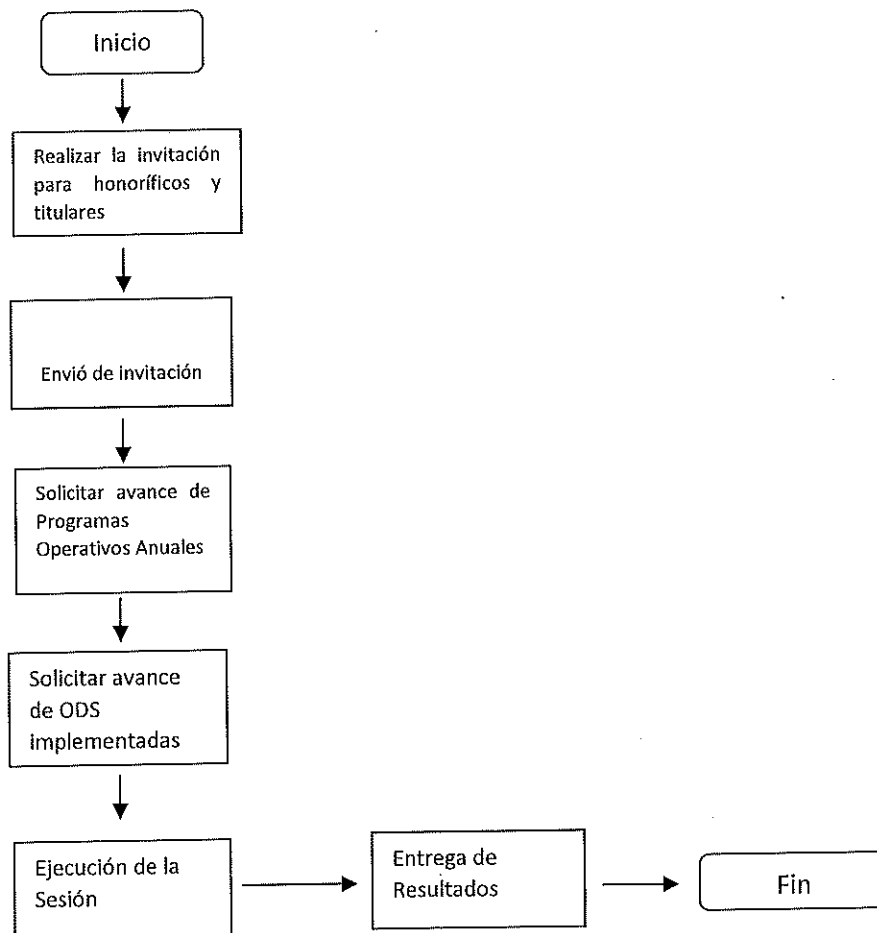 Inicio
Realizar la invitación
para honoríficos y
titulares
Envió de invitación
Solicitar avance de
Programas
Operativos Anuales
Solicitar avance
de ODS
implementadas
Ejecución de la
Sesión
Entrega de
Resultados
Fin